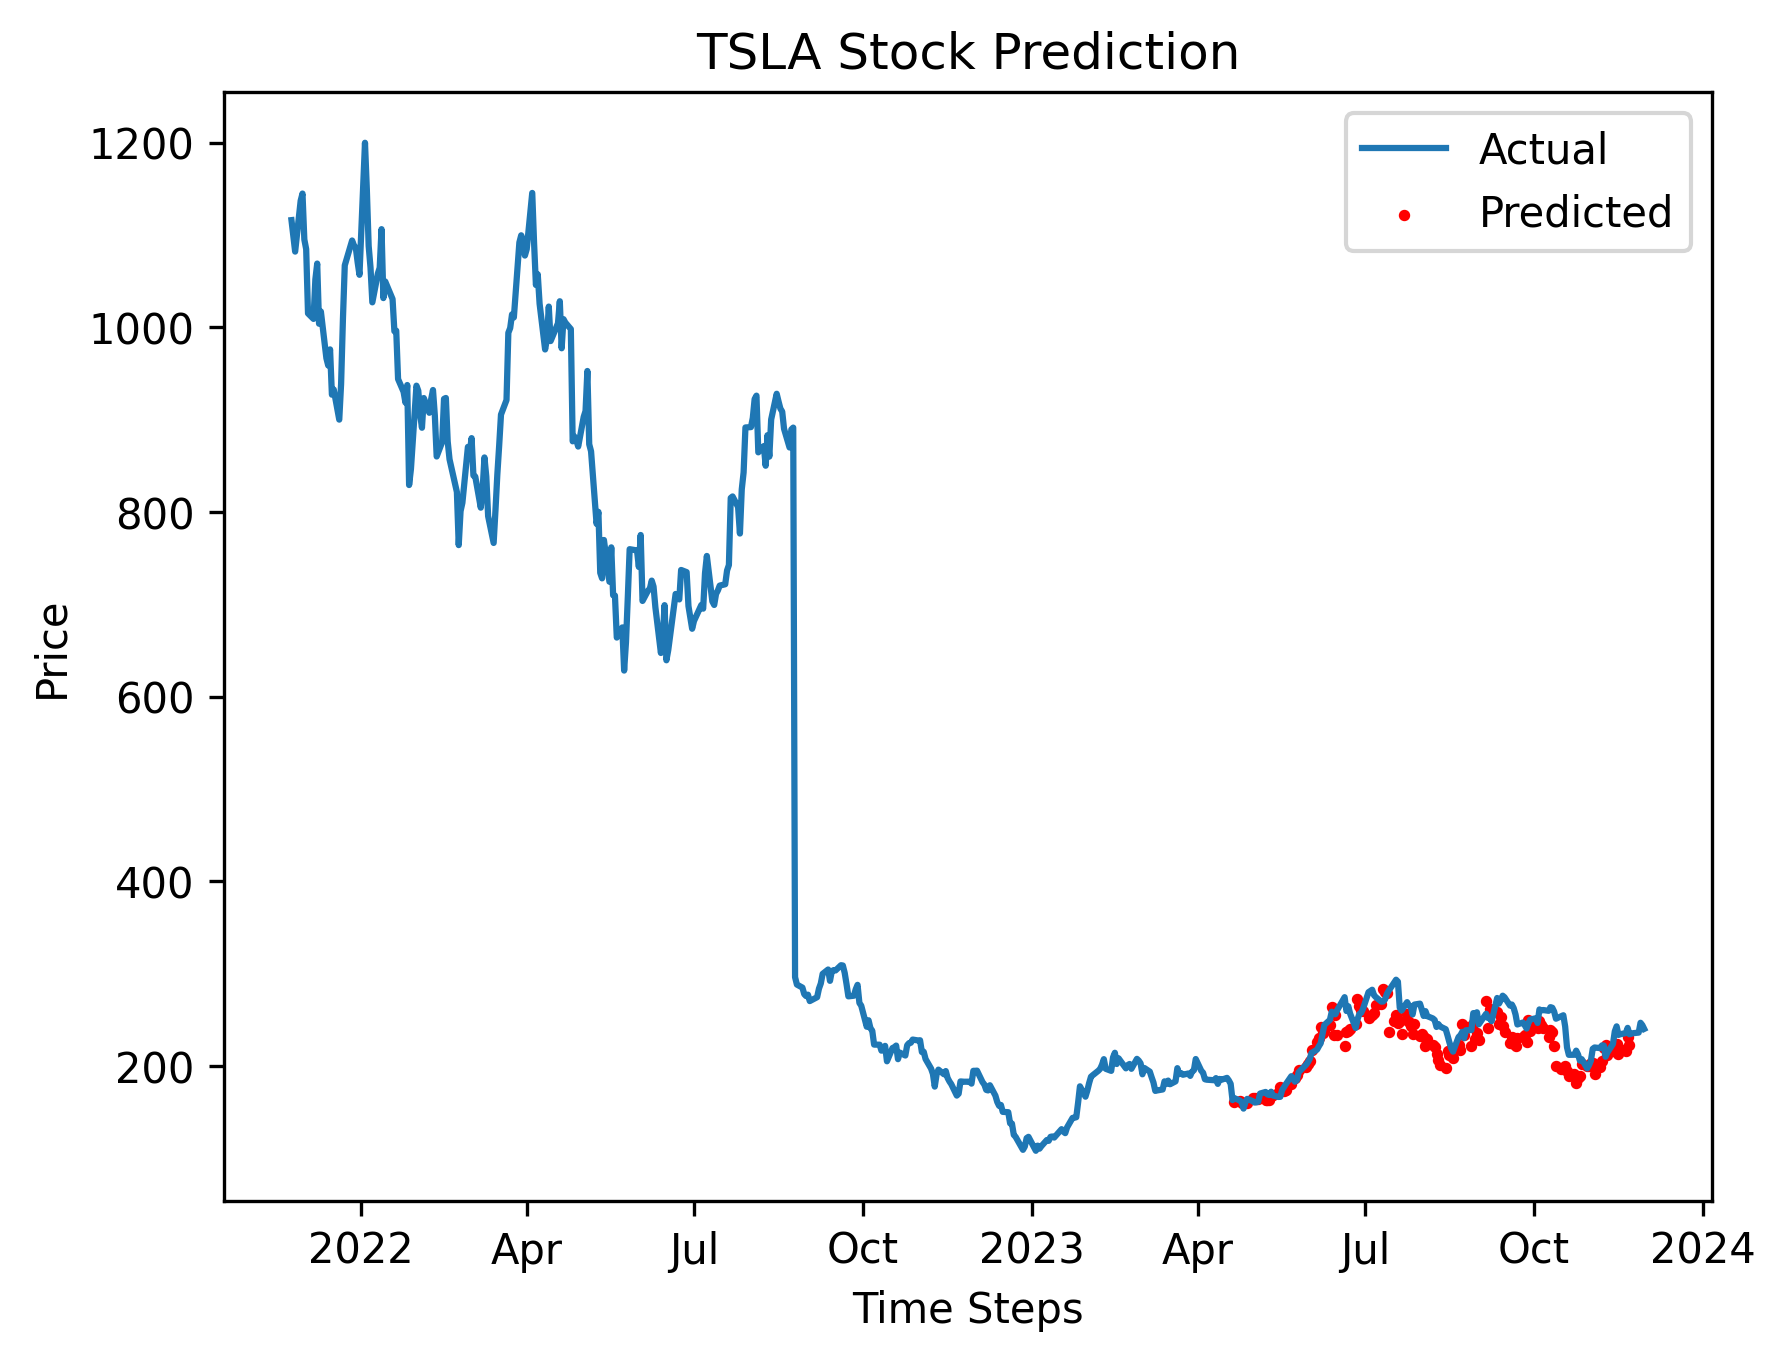 TSLA Stock Prediction
Actual
Predicted
1200
1000
800
600
400
200
Price
2022 Apr Jul Oct 2023 Apr Jul Oct 2024
Time Steps